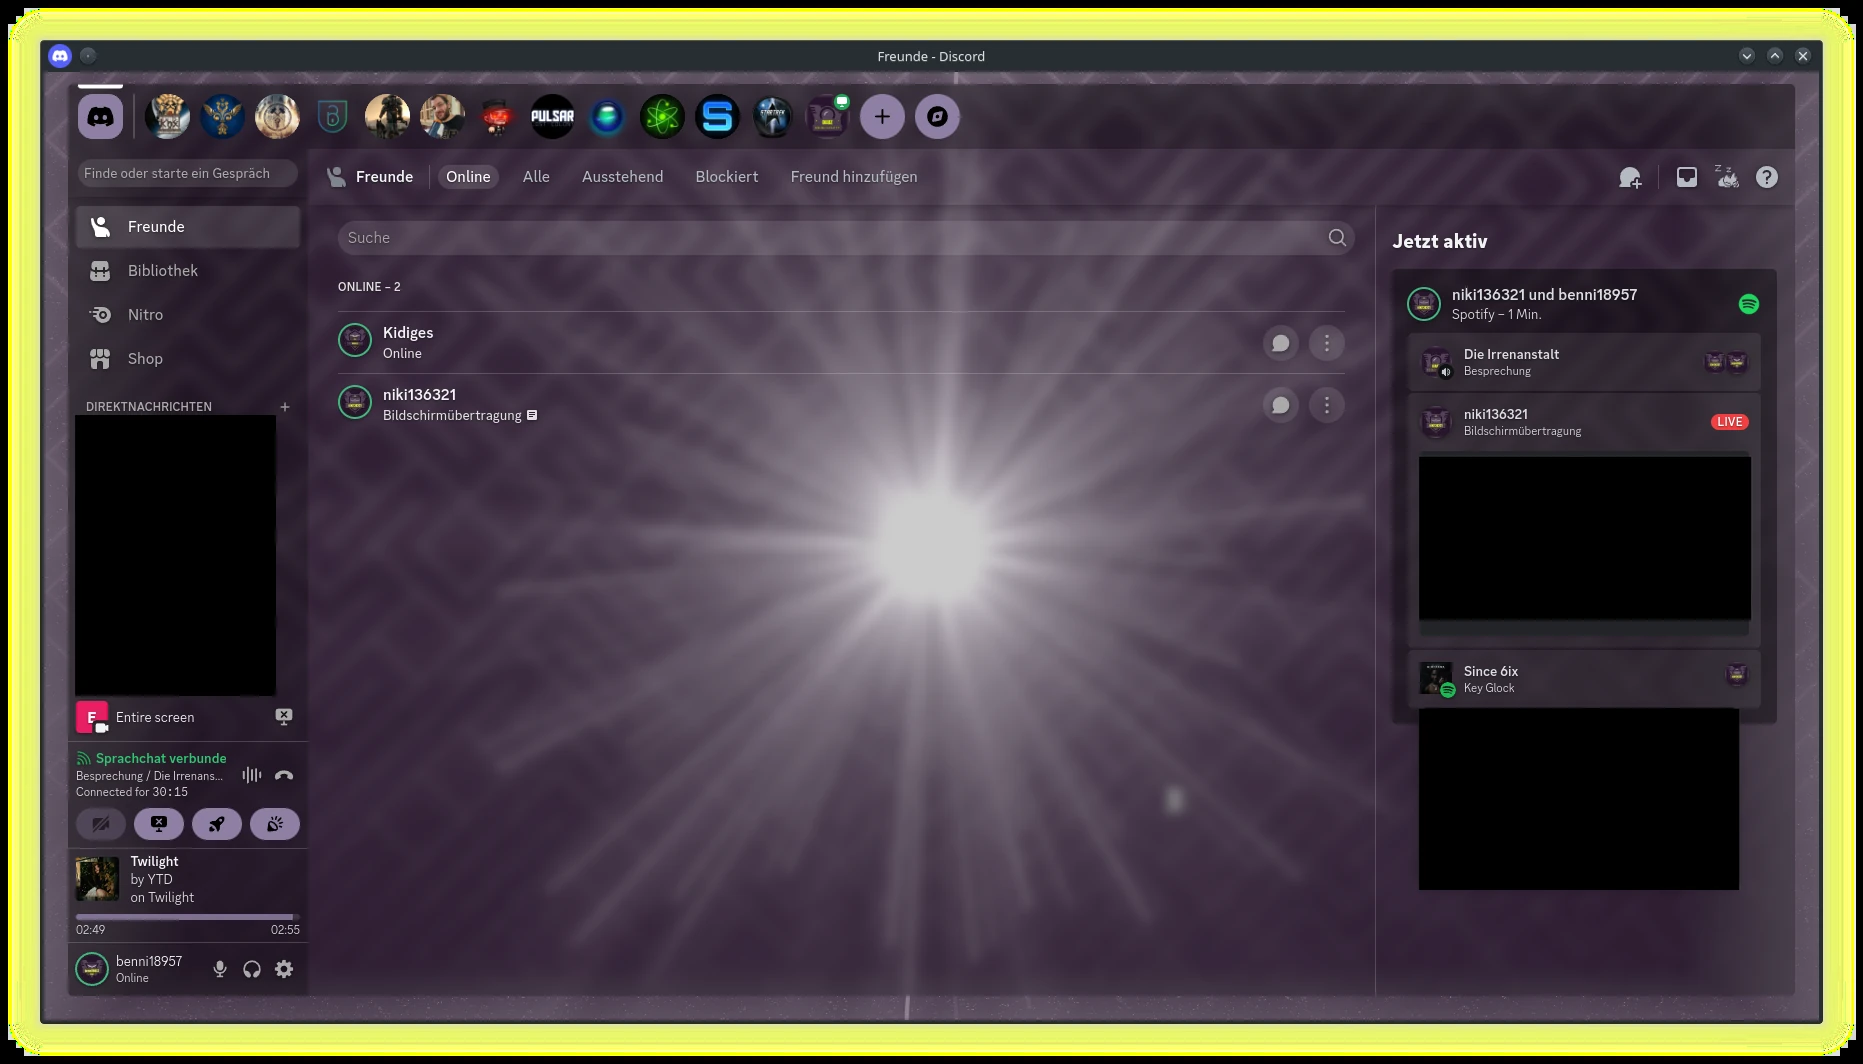 Freunde – Discord
PULSAR
Finde oder starte ein Gespräch
Freunde
Online
Alle
Ausstehend
Blockiert
Freund hinzufügen
Freunde
Bibliothek
Nitro
Shop
DIREKTNACHRICHTEN
Suche
ONLINE – 2
Kidiges
Online
niki136321
Bildschirmübertragung
Jetzt aktiv
niki136321 und benni18957
Spotify – 1 Min.
Die Irrenanstalt
Besprechung
niki136321
Bildschirmübertragung
LIVE
Since 6ix
Key Glock
E
Entire screen
Sprachchat verbunde
Besprechung / Die Irrenans...
Connected for 30:15
Twilight
by YTD
on Twilight
02:49
02:55
benni18957
Online